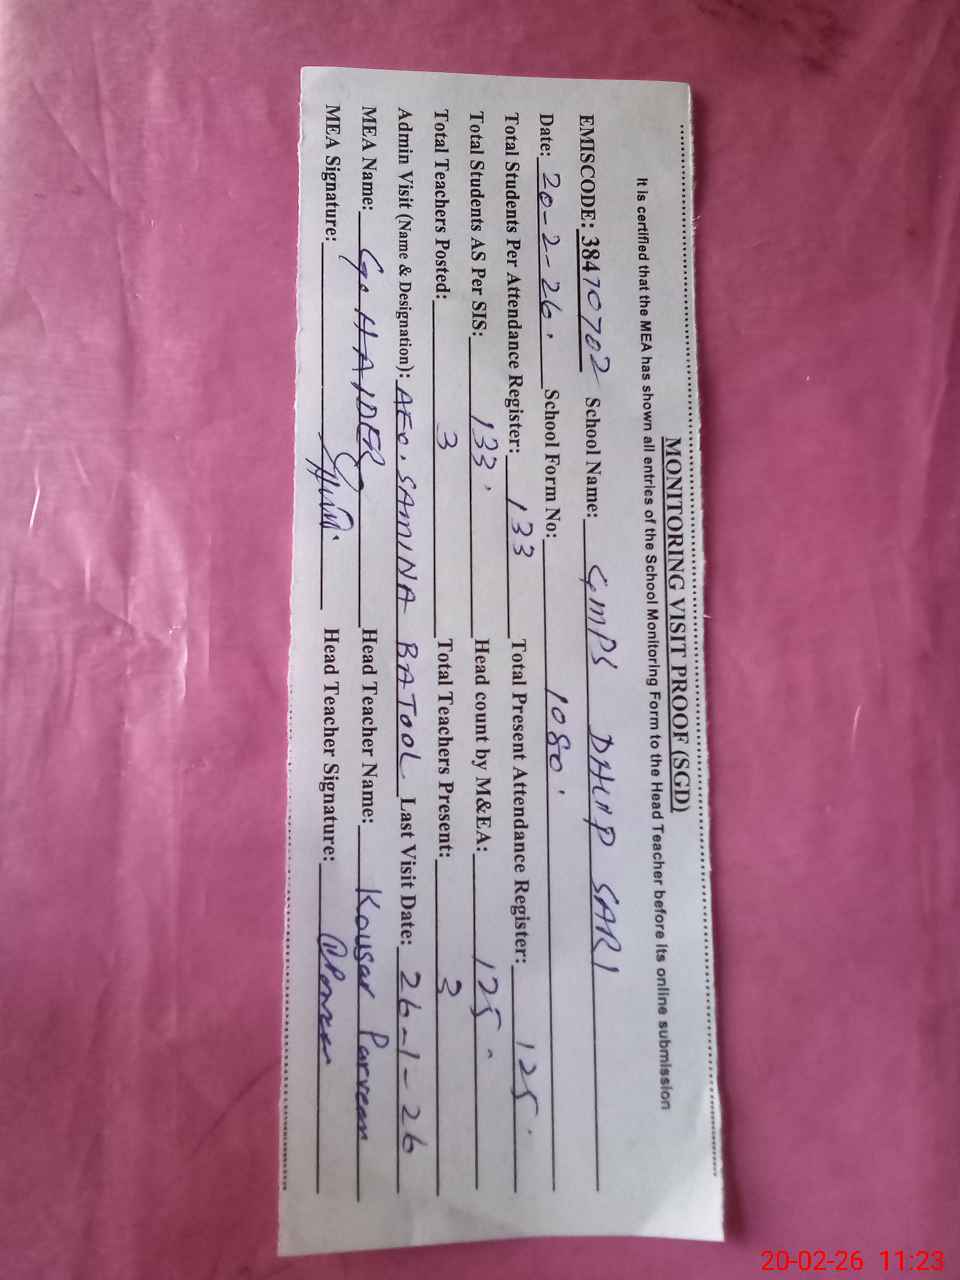 MONITORING VISIT PROOF (SGD)
It is certified that the MEA has shown all entries of the School Monitoring Form to the Head Teacher before its online submission
EMISCODE: 38470702 School Name: GMPS DHUP SARI
Date: 20-2-26. School Form No: 1080.
Total Students Per Attendance Register: 133 Total Present Attendance Register: 125.
Total Students AS Per SIS: 133. Head count by M&EA: 125
Total Teachers Posted: 3 Total Teachers Present: 3
Admin Visit (Name & Designation): AEO. SAMINA BATOOL Last Visit Date: 26-1-26
MEA Name: G. HAIDER Head Teacher Name: Kousar Parveen
MEA Signature: Head Teacher Signature:
20-02-26 11:23